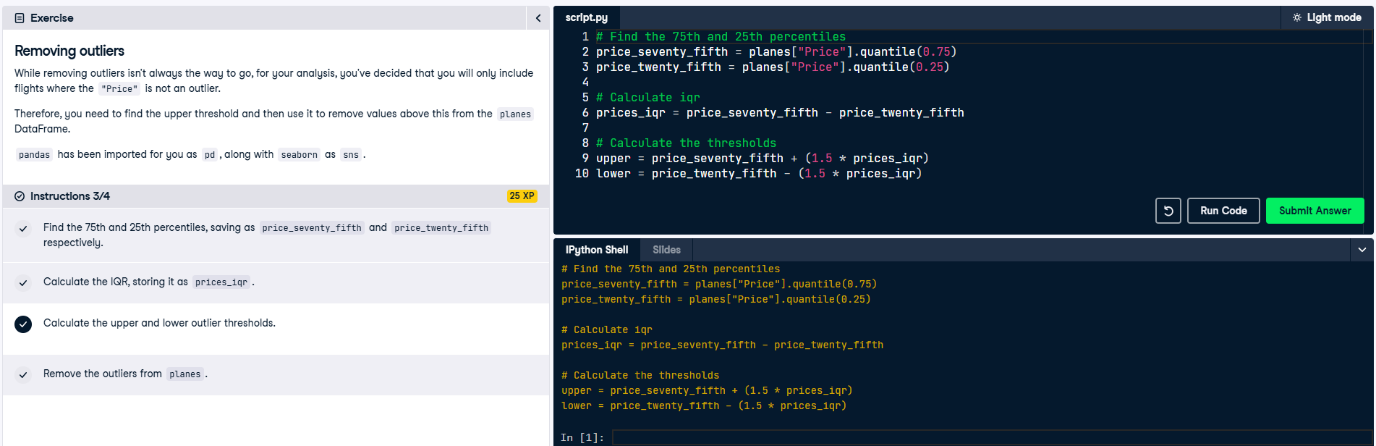 Exercise
Removing outliers
While removing outliers isn't always the way to go, for your analysis, you've decided that you will only include
flights where the "Price" is not an outlier.
Therefore, you need to find the upper threshold and then use it to remove values above this from the planes
DataFrame.
pandas has been imported for you as pd , along with seaborn as sns .
Instructions 3/4
25 XP
Find the 75th and 25th percentiles, saving as price_seventy_fifth and price_twenty_fifth
respectively.
Calculate the IQR, storing it as prices_iqr .
Calculate the upper and lower outlier thresholds.
Remove the outliers from planes .
script.py
Light mode
1 # Find the 75th and 25th percentiles
2 price_seventy_fifth = planes["Price"].quantile(0.75)
3 price_twenty_fifth = planes["Price"].quantile(0.25)
4
5 # Calculate iqr
6 prices_iqr = price_seventy_fifth - price_twenty_fifth
7
8 # Calculate the thresholds
9 upper = price_seventy_fifth + (1.5 * prices_iqr)
10 lower = price_twenty_fifth - (1.5 * prices_iqr)
Run Code
Submit Answer
IPython Shell
Slides
# Find the 75th and 25th percentiles
price_seventy_fifth = planes["Price"].quantile(0.75)
price_twenty_fifth = planes["Price"].quantile(0.25)
# Calculate iqr
prices_iqr = price_seventy_fifth - price_twenty_fifth
# Calculate the thresholds
upper = price_seventy_fifth + (1.5 * prices_iqr)
lower = price_twenty_fifth - (1.5 * prices_iqr)
In [1]: